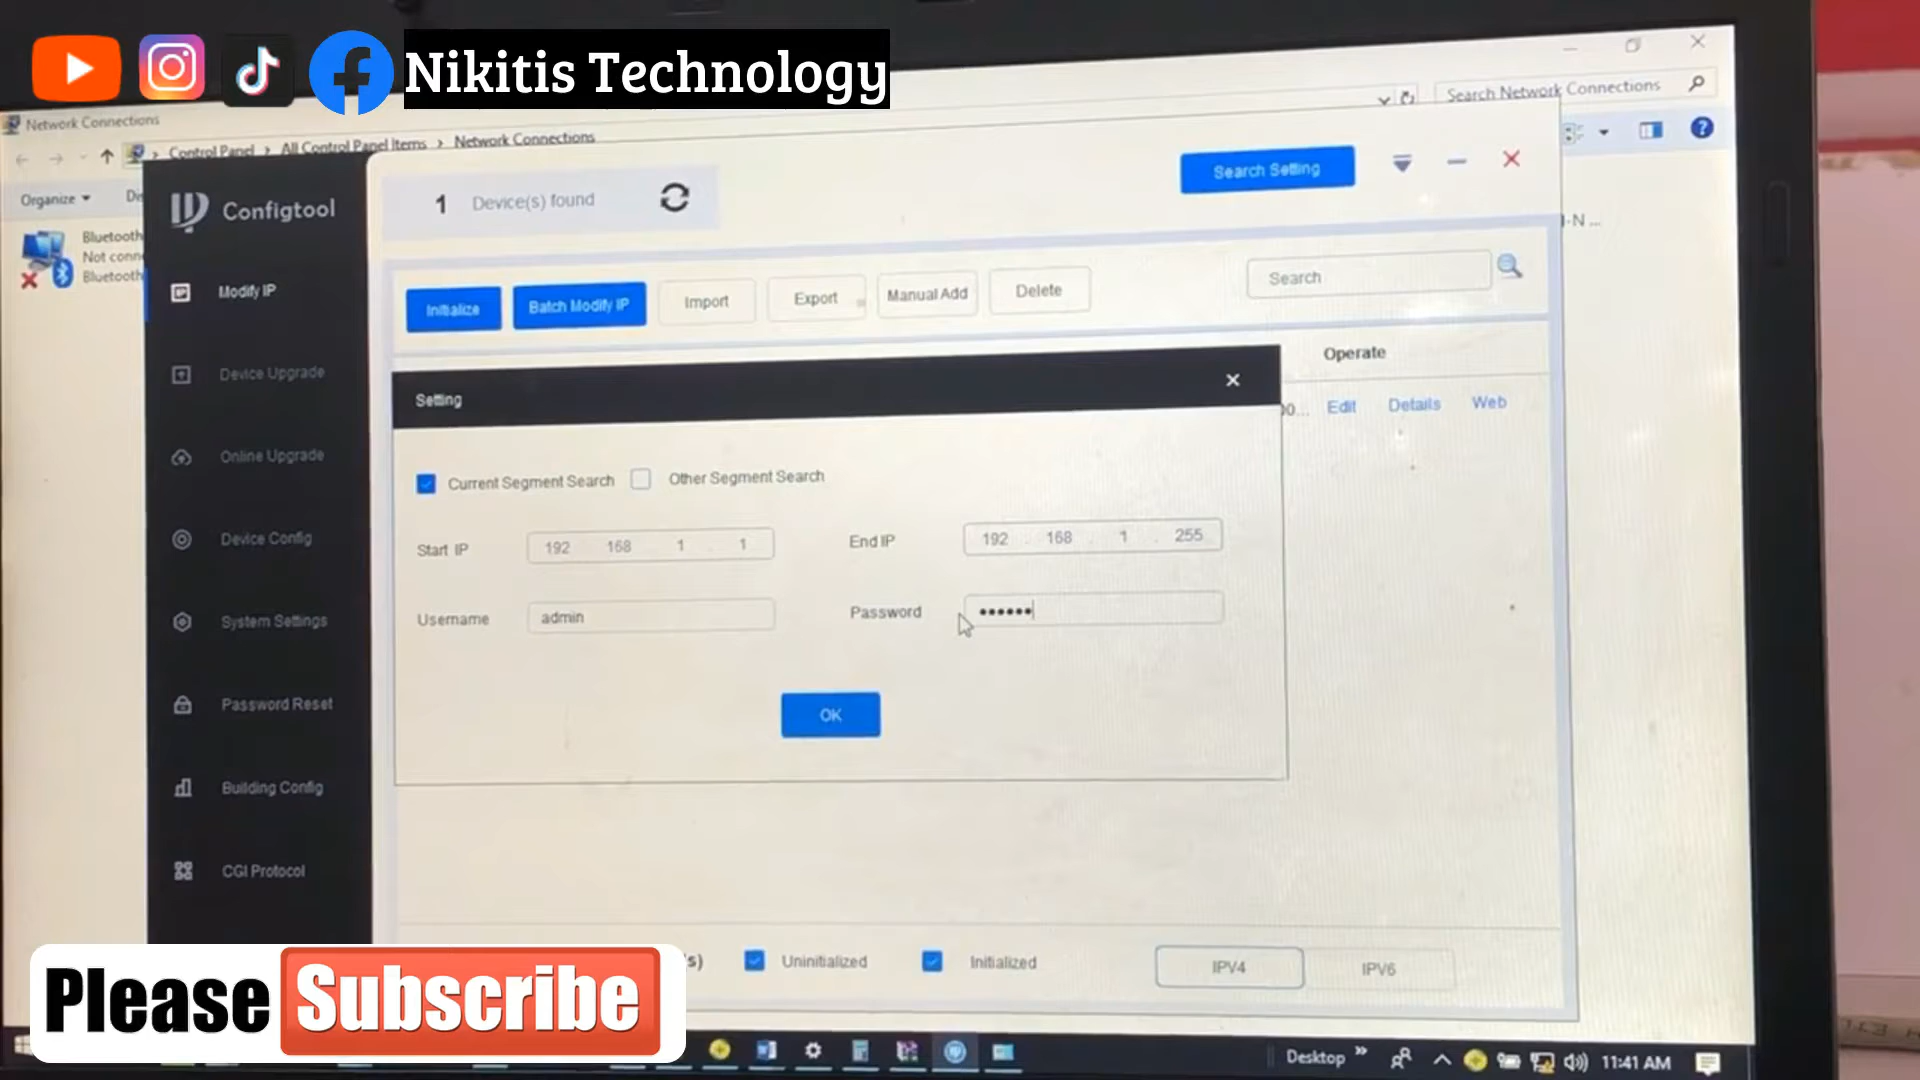 Nikitis Technology
Search Network Connections
Network Connections
Control Panel > All Control Panel Items > Network Connections
Organize
Configtool
1 Device(s) found
Search Setting
Bluetooth
Not conn
Bluetooth
-N ...
Modify IP
Device Upgrade
Online Upgrade
Device Config
System Settings
Password Reset
Building Config
CGI Protocol
Initialize
Batch Modify IP
Import
Export
Manual Add
Delete
Search
Operate
Edit
Details
Web
Setting
Current Segment Search
Other Segment Search
Start IP
192 . 168 . 1 . 1
End IP
192 . 168 . 1 . 255
Username
admin
Password
••••••
OK
s)
Uninitialized
Initialized
IPV4
IPV6
Please Subscribe
Desktop
11:41 AM